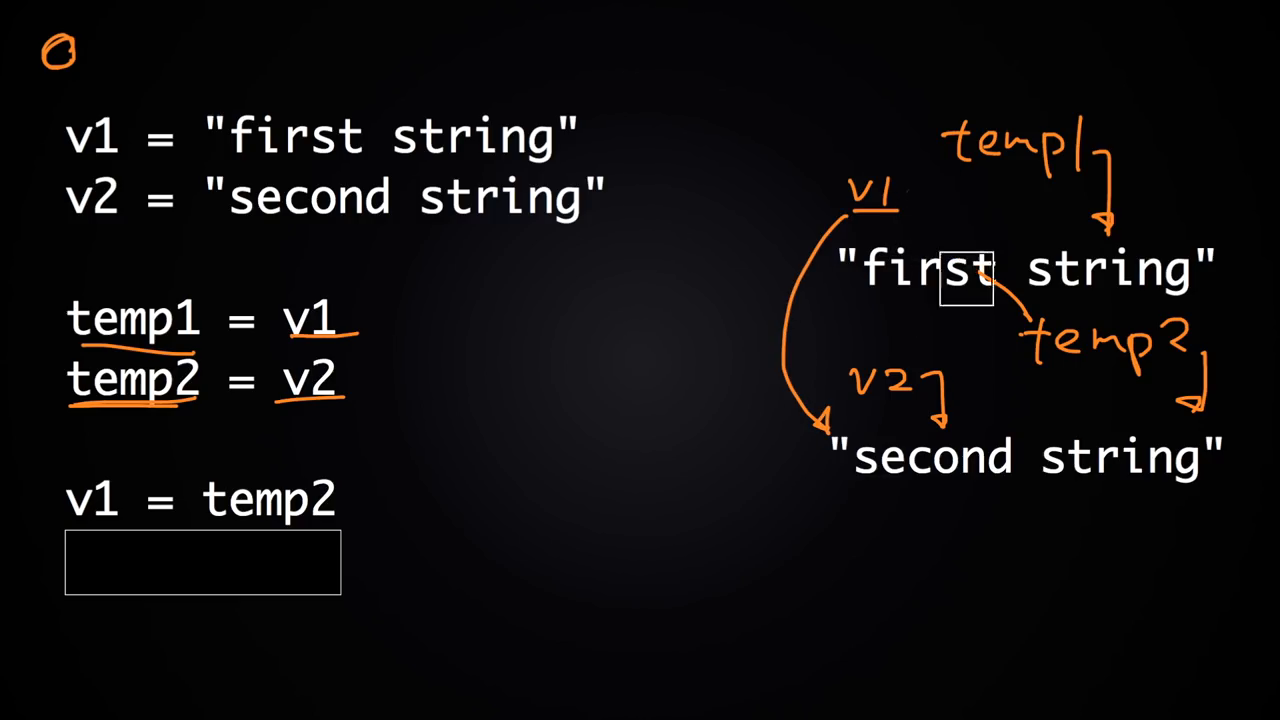 v1 = "first string"
v2 = "second string"
temp1 = v1
temp2 = v2
v1 = temp2
temp1
v1
"first string"
temp2
v2
"second string"